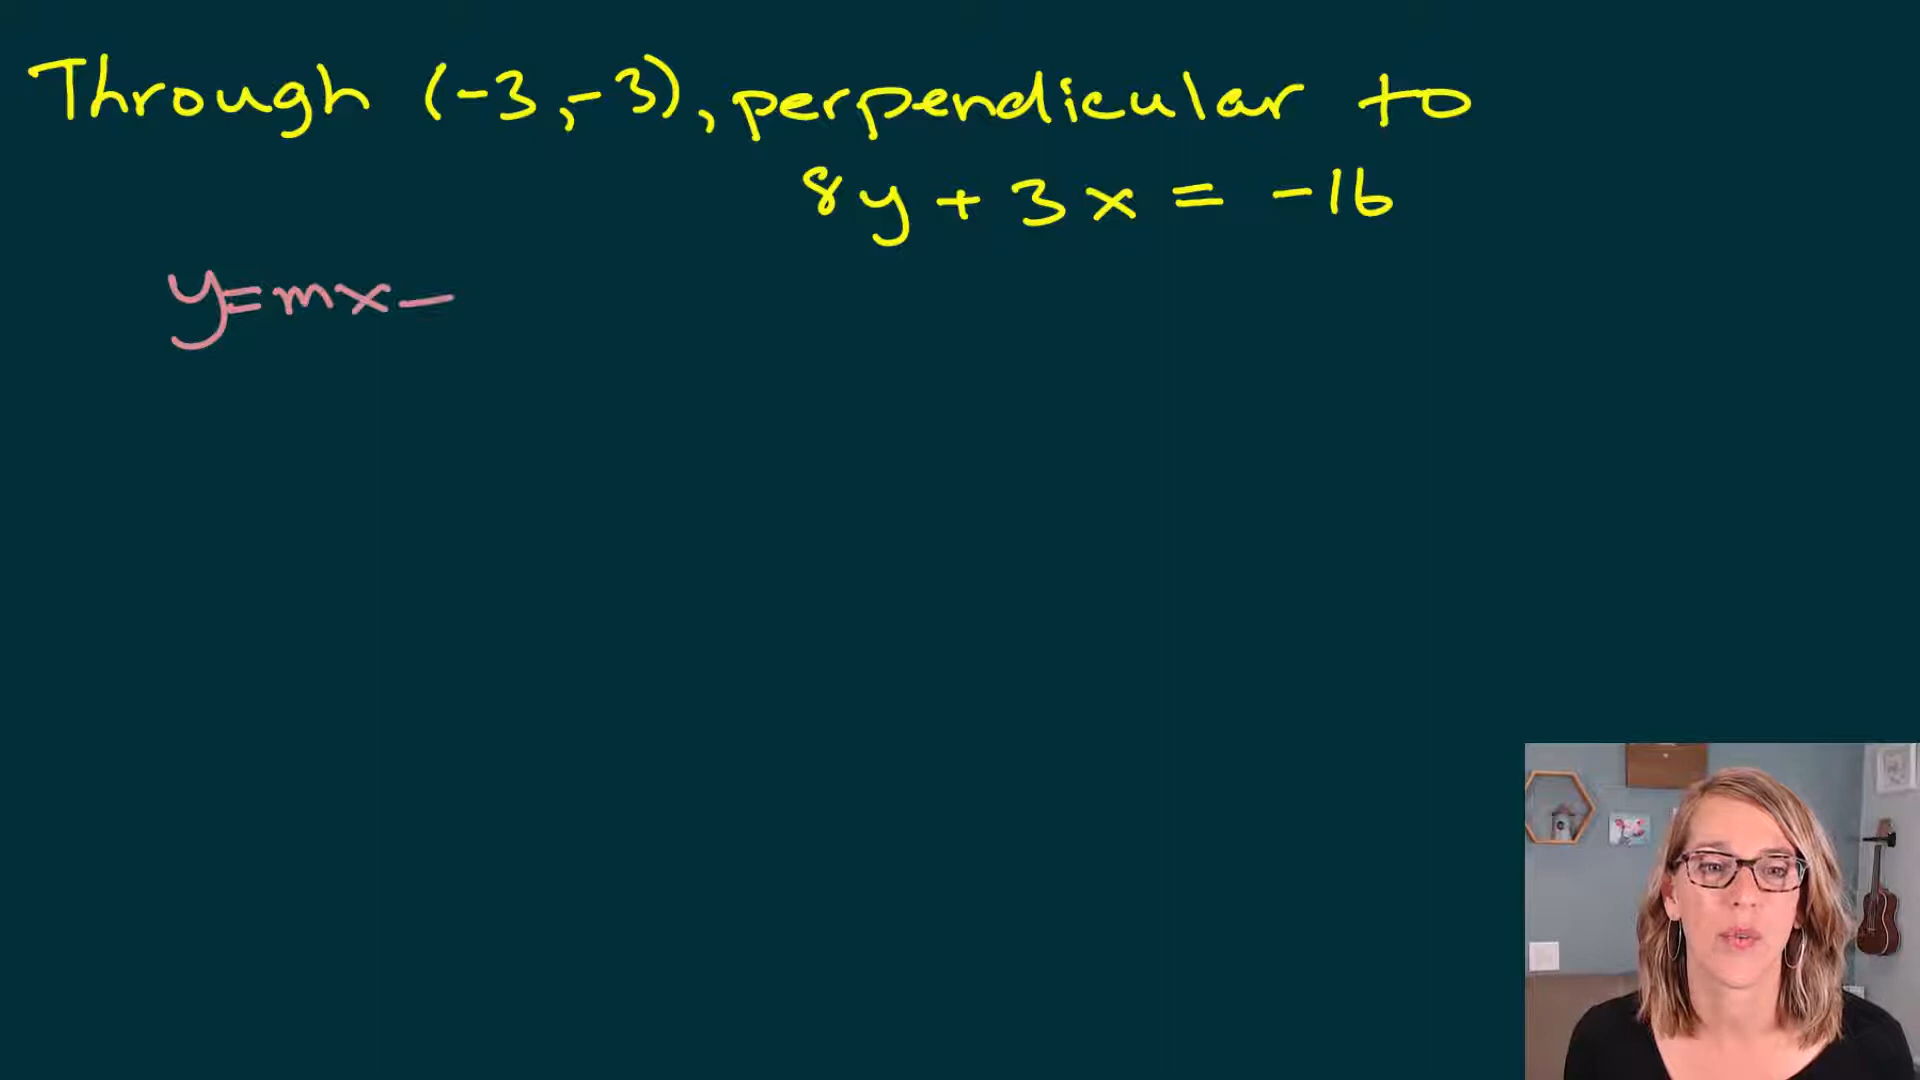 Through (-3,-3), perpendicular to
8y + 3x = -16
y=mx-